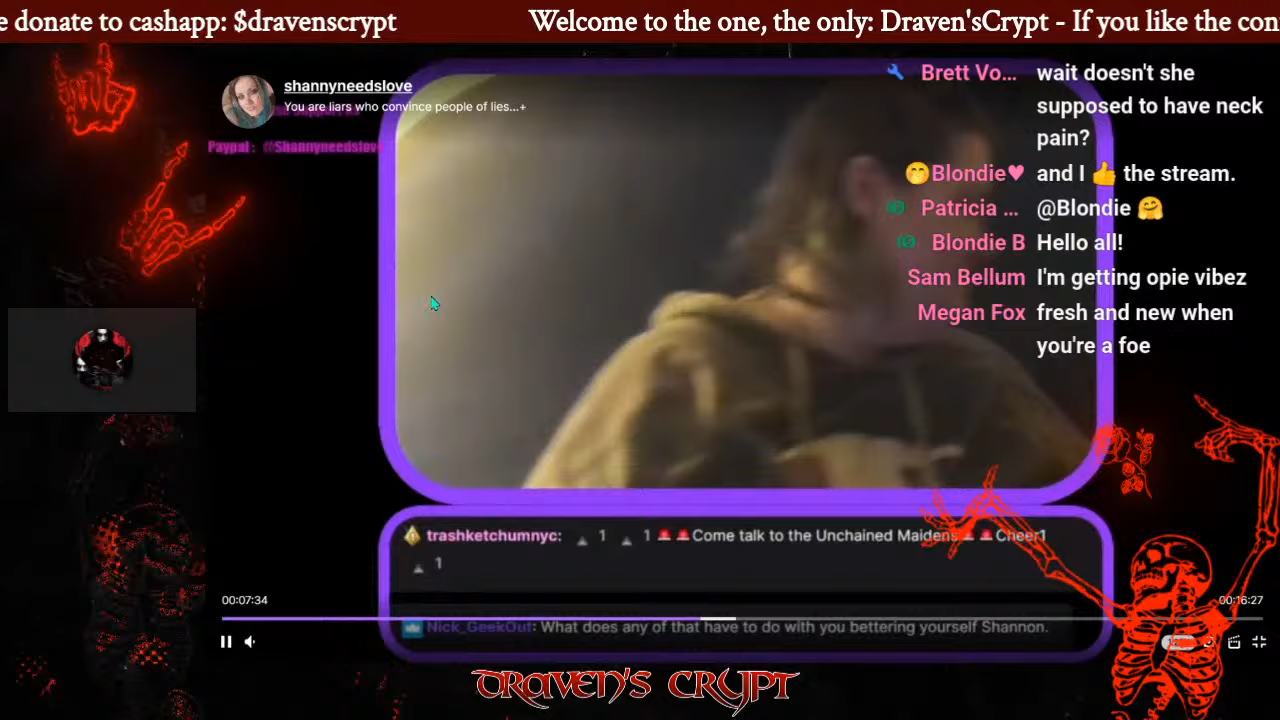 e donate to cashapp: $dravenscrypt
Welcome to the one, the only: Draven'sCrypt - If you like the con
shannyneedslove
You are liars who convince people of lies...+
Paypal: @Shannyneedslove
Brett Vo... wait doesn't she
supposed to have neck
pain?
Blondie♥ and I 👍 the stream.
Patricia ... @Blondie 🤗
Blondie B Hello all!
Sam Bellum I'm getting opie vibez
Megan Fox fresh and new when
you're a foe
trashketchumnyc: 1 1 🚨🚨Come talk to the Unchained Maidens🚨🚨Cheer1
1
00:07:34
00:16:27
Nick_GeekOut: What does any of that have to do with you bettering yourself Shannon.
DRAVEN'S CRYPT